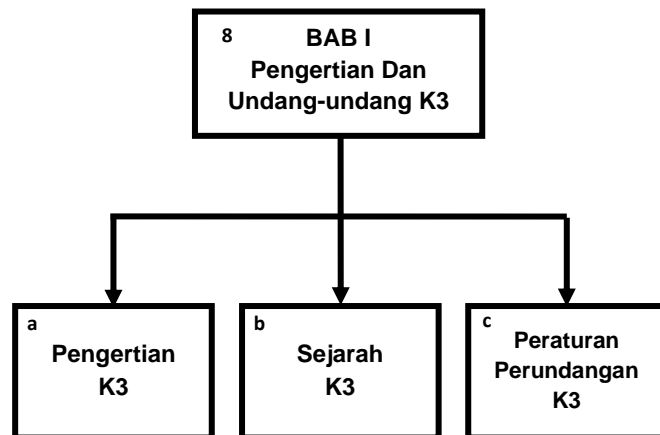 8
BAB I
Pengertian Dan
Undang-undang K3
a
Pengertian
K3
b
Sejarah
K3
c
Peraturan
Perundangan
K3